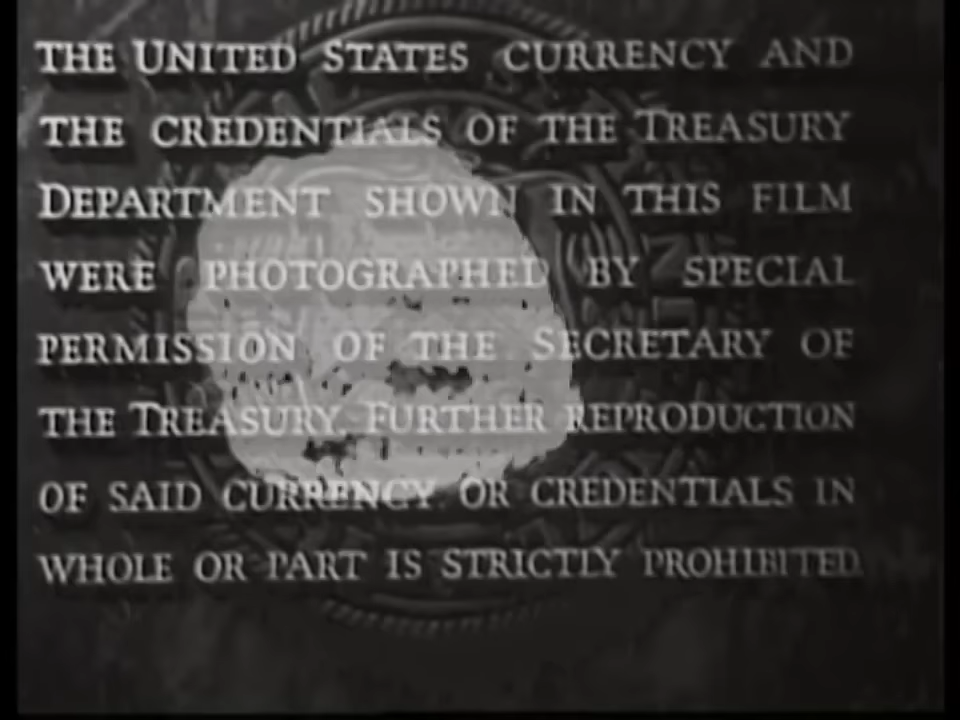 THE UNITED STATES CURRENCY AND
THE CREDENTIALS OF THE TREASURY
DEPARTMENT SHOWN IN THIS FILM
WERE PHOTOGRAPHED BY SPECIAL
PERMISSION OF THE SECRETARY OF
THE TREASURY. FURTHER REPRODUCTION
OF SAID CURRENCY OR CREDENTIALS IN
WHOLE OR PART IS STRICTLY PROHIBITED.